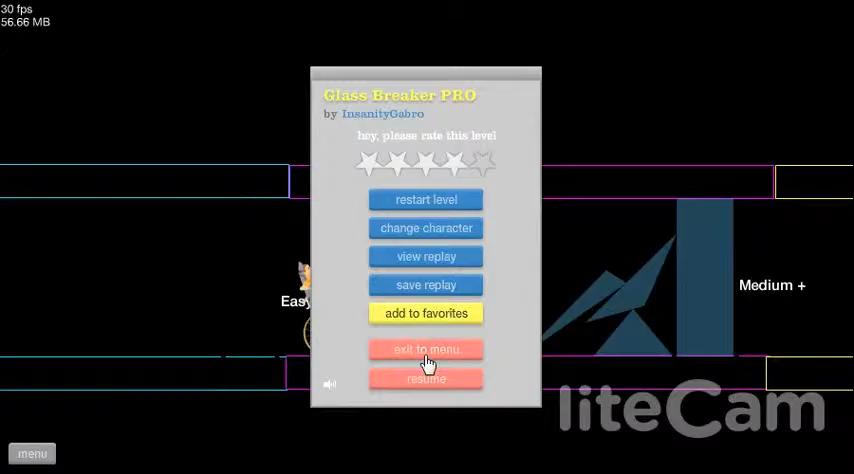 30 fps
56.66 MB
Glass Breaker PRO
by InsanityGabro
hey, please rate this level
restart level
change character
view replay
save replay
add to favorites
exit to menu
resume
Easy
Medium +
liteCam
menu